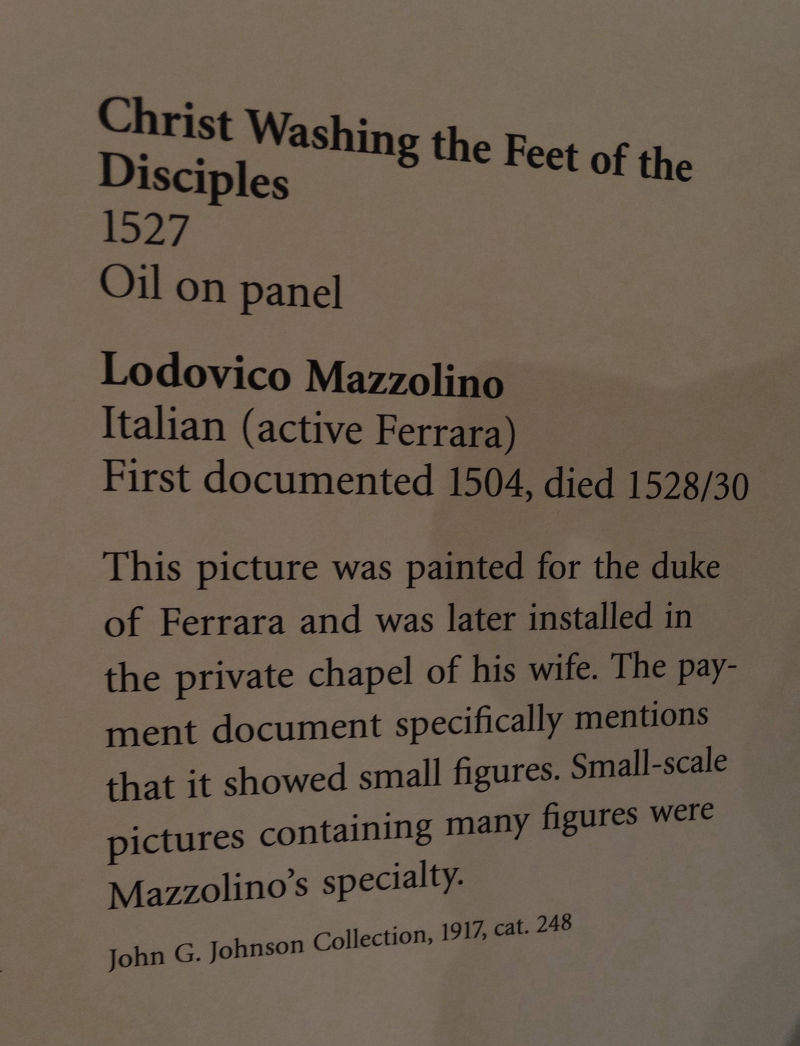 Christ Washing the Feet of the
Disciples
1527
Oil on panel
Lodovico Mazzolino
Italian (active Ferrara)
First documented 1504, died 1528/30
This picture was painted for the duke
of Ferrara and was later installed in
the private chapel of his wife. The pay-
ment document specifically mentions
that it showed small figures. Small-scale
pictures containing many figures were
Mazzolino’s specialty.
John G. Johnson Collection, 1917, cat. 248